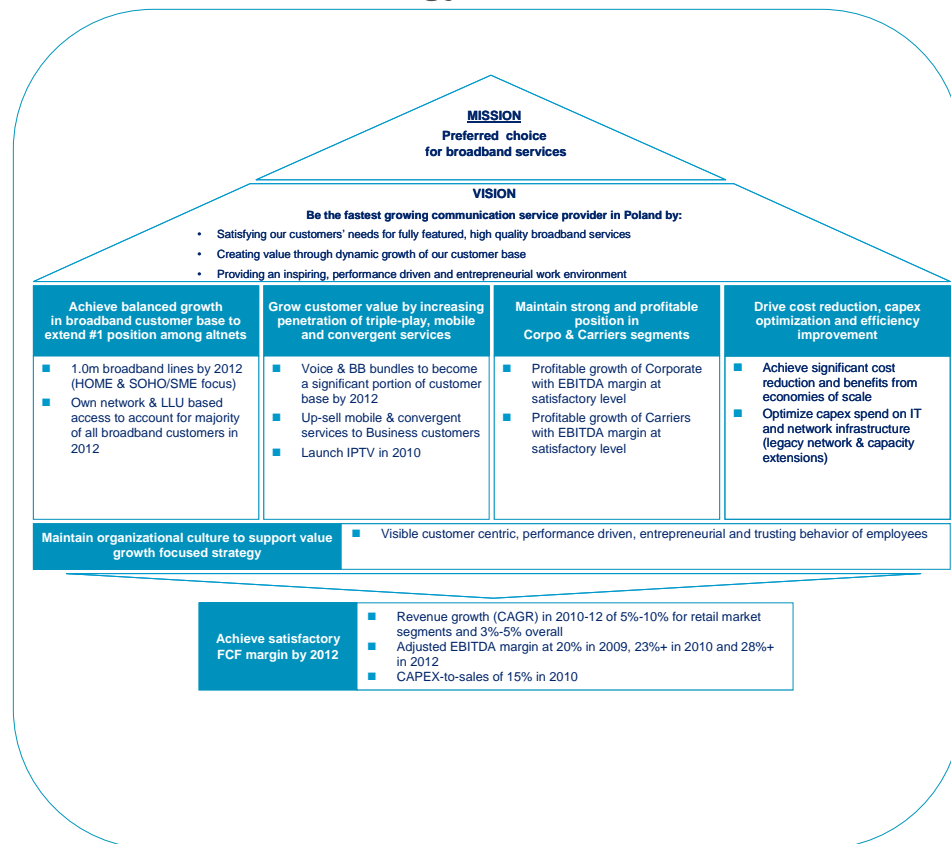 MISSION
Preferred choice
for broadband services
VISION
Be the fastest growing communication service provider in Poland by:
• Satisfying our customers' needs for fully featured, high quality broadband services
• Creating value through dynamic growth of our customer base
• Providing an inspiring, performance driven and entrepreneurial work environment
Achieve balanced growth
in broadband customer base to
extend #1 position among altnets
■ 1.0m broadband lines by 2012
(HOME & SOHO/SME focus)
■ Own network & LLU based
access to account for majority
of all broadband customers in
2012
Grow customer value by increasing
penetration of triple-play, mobile
and convergent services
■ Voice & BB bundles to become
a significant portion of customer
base by 2012
■ Up-sell mobile & convergent
services to Business customers
■ Launch IPTV in 2010
Maintain strong and profitable
position in
Corpo & Carriers segments
■ Profitable growth of Corporate
with EBITDA margin at
satisfactory level
■ Profitable growth of Carriers
with EBITDA margin at
satisfactory level
Drive cost reduction, capex
optimization and efficiency
improvement
■ Achieve significant cost
reduction and benefits from
economies of scale
■ Optimize capex spend on IT
and network infrastructure
(legacy network & capacity
extensions)
Maintain organizational culture to support value
growth focused strategy
■ Visible customer centric, performance driven, entrepreneurial and trusting behavior of employees
Achieve satisfactory
FCF margin by 2012
■ Revenue growth (CAGR) in 2010-12 of 5%-10% for retail market
segments and 3%-5% overall
■ Adjusted EBITDA margin at 20% in 2009, 23%+ in 2010 and 28%+
in 2012
■ CAPEX-to-sales of 15% in 2010